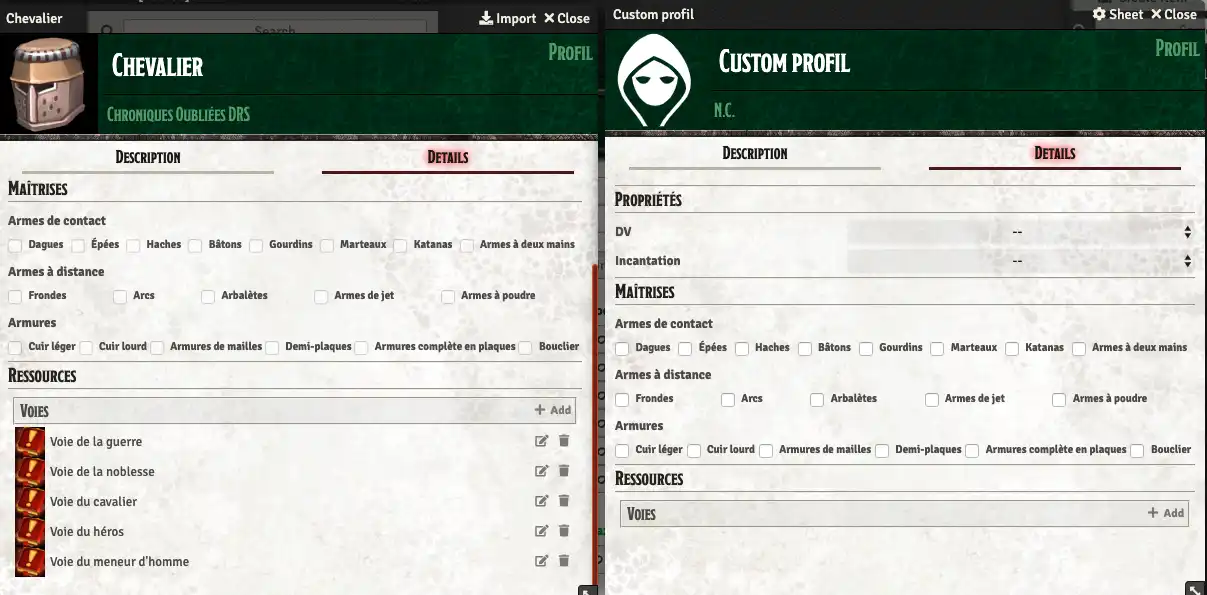 Chevalier
Import
Close
Search
CHEVALIER
PROFIL
CHRONIQUES OUBLIÉES DRS
DESCRIPTION
DETAILS
MAÎTRISES
Armes de contact
Dagues Épées Haches Bâtons Gourdins Marteaux Katanas Armes à deux mains
Armes à distance
Frondes Arcs Arbalètes Armes de jet Armes à poudre
Armures
Cuir léger Cuir lourd Armures de mailles Demi-plaques Armures complète en plaques Bouclier
RESSOURCES
VOIES
+ Add
Voie de la guerre
Voie de la noblesse
Voie du cavalier
Voie du héros
Voie du meneur d'homme
Custom profil
Sheet
Close
CUSTOM PROFIL
PROFIL
N.C.
DESCRIPTION
DETAILS
PROPRIÉTÉS
DV --
Incantation --
MAÎTRISES
Armes de contact
Dagues Épées Haches Bâtons Gourdins Marteaux Katanas Armes à deux mains
Armes à distance
Frondes Arcs Arbalètes Armes de jet Armes à poudre
Armures
Cuir léger Cuir lourd Armures de mailles Demi-plaques Armures complète en plaques Bouclier
RESSOURCES
VOIES
+ Add